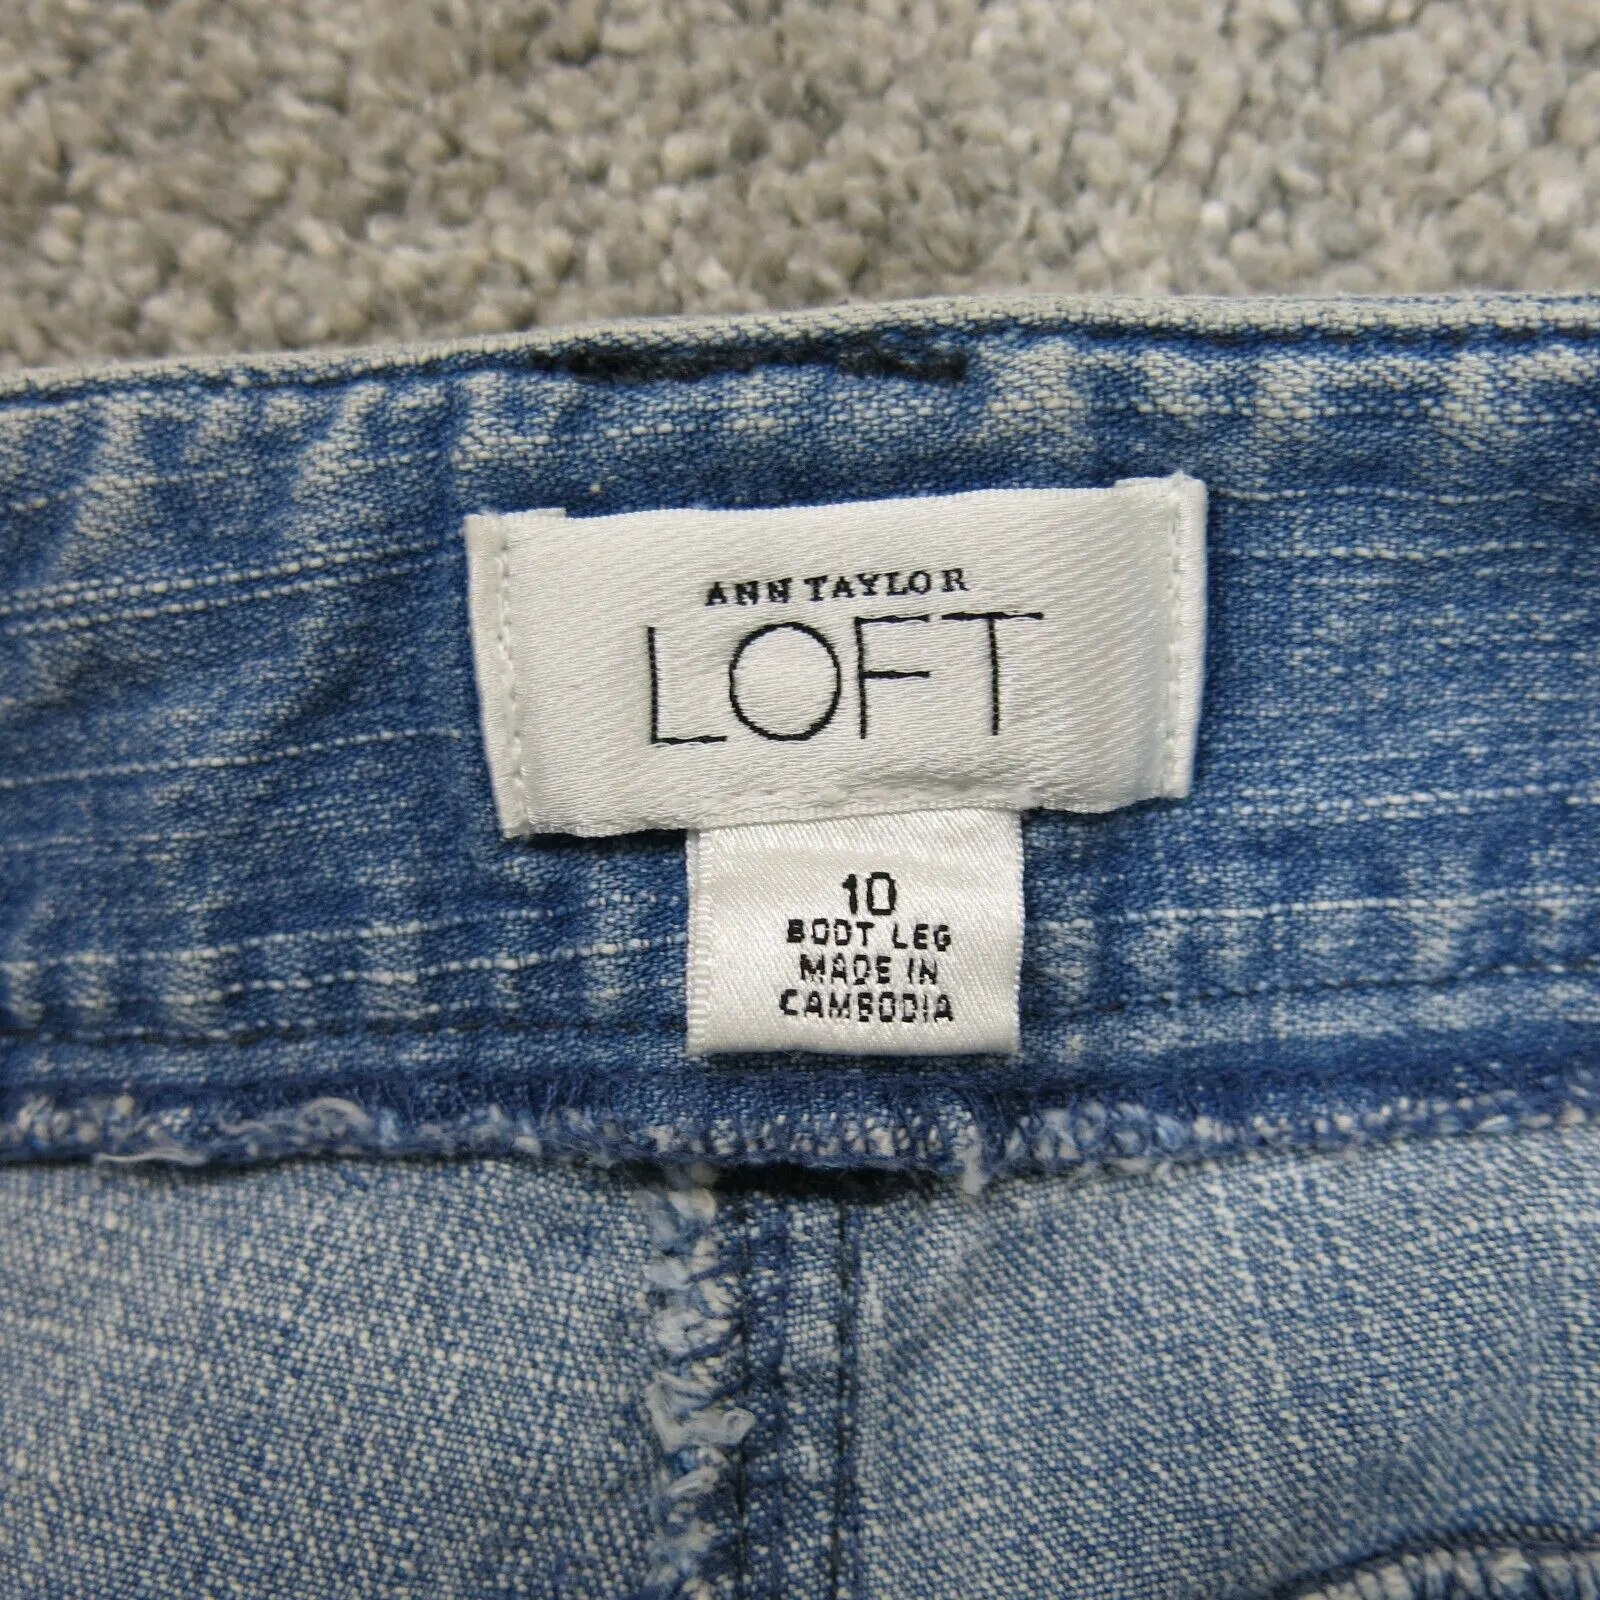 ANN TAYLOR
LOFT
10
BOOT LEG
MADE IN
CAMBODIA